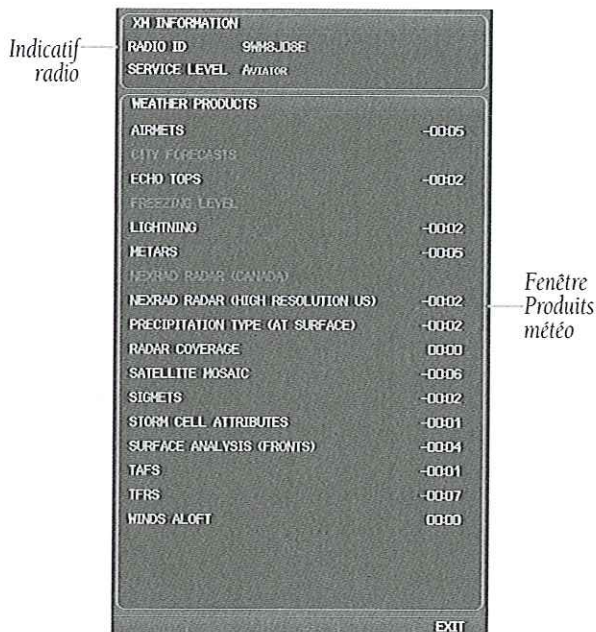 Indicatif
radio
XM INFORMATION
RADIO ID 9WM8JD8E
SERVICE LEVEL AVIATOR
WEATHER PRODUCTS
AIRMETS -00:05
CITY FORECASTS
ECHO TOPS -00:02
FREEZING LEVEL
LIGHTNING -00:02
METARS -00:05
NEXRAD RADAR (CANADA)
NEXRAD RADAR (HIGH RESOLUTION US) -00:02
PRECIPITATION TYPE (AT SURFACE) -00:02
RADAR COVERAGE 00:00
SATELLITE MOSAIC -00:06
SIGMETS -00:02
STORM CELL ATTRIBUTES -00:01
SURFACE ANALYSIS (FRONTS) -00:04
TAFS -00:01
TFRS -00:07
WINDS ALOFT 00:00
EXIT
Fenêtre
Produits
météo